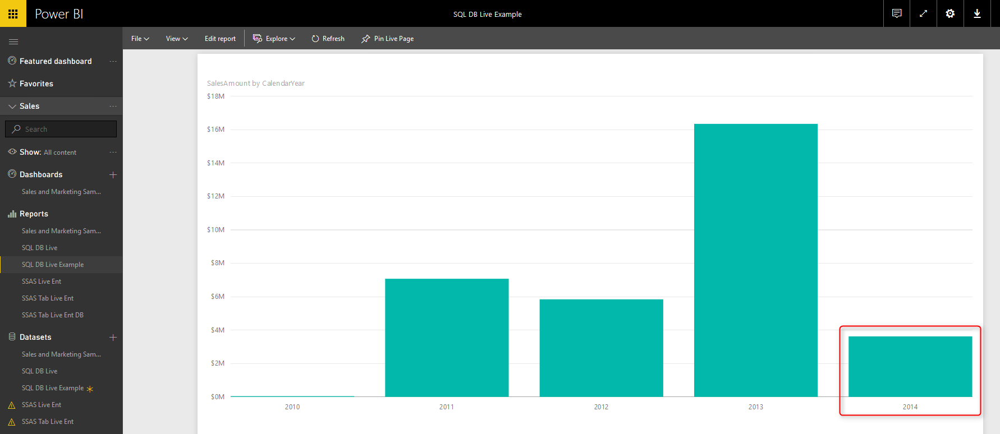 Power BI
SQL DB Live Example
File
View
Edit report
Explore
Refresh
Pin Live Page
Featured dashboard
Favorites
Sales
Search
Show: All content
Dashboards
Sales and Marketing Sam...
Reports
Sales and Marketing Sam...
SQL DB Live
SQL DB Live Example
SSAS Live Ent
SSAS Tab Live Ent
SSAS Tab Live Ent DB
Datasets
Sales and Marketing Sam...
SQL DB Live
SQL DB Live Example
SSAS Live Ent
SSAS Tab Live Ent
SalesAmount by CalendarYear
$18M
$16M
$14M
$12M
$10M
$8M
$6M
$4M
$2M
$0M
2010 2011 2012 2013 2014